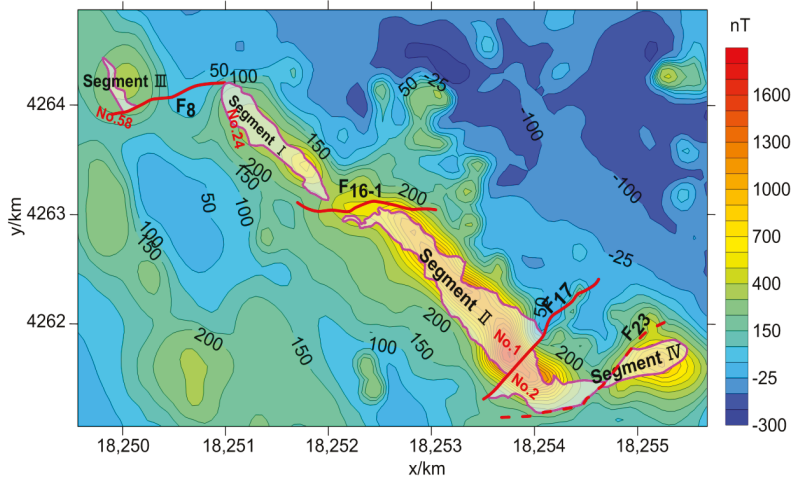 nT
50
100
-25
50
Segment Ⅲ
4264
F8
No.58
Segment Ⅰ
No.24
150
-100
200
150
F16-1
200
-100
50
100
4263
100
150
y/km
-25
Segment Ⅱ
50
F17
F23
4262
200
150
-100
150
200
200
No.1
No.2
Segment Ⅳ
1600
1300
1000
700
400
150
-25
-300
18,250
18,251
18,252
18,253
18,254
18,255
x/km